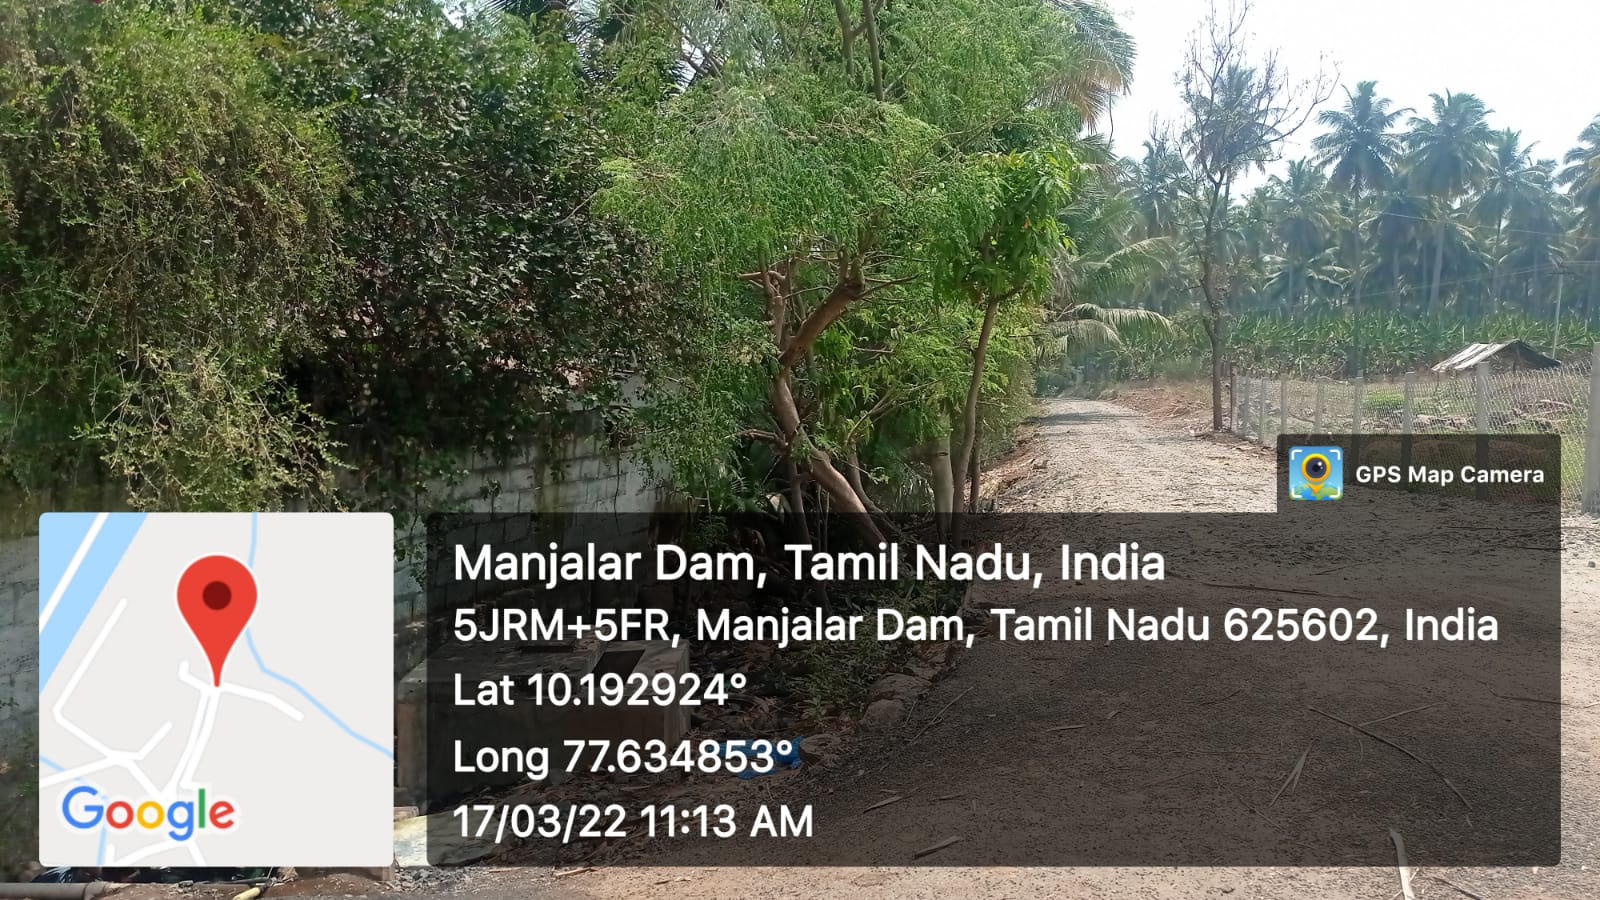 GPS Map Camera
Manjalar Dam, Tamil Nadu, India
5JRM+5FR, Manjalar Dam, Tamil Nadu 625602, India
Lat 10.192924°
Long 77.634853°
17/03/22 11:13 AM
Google